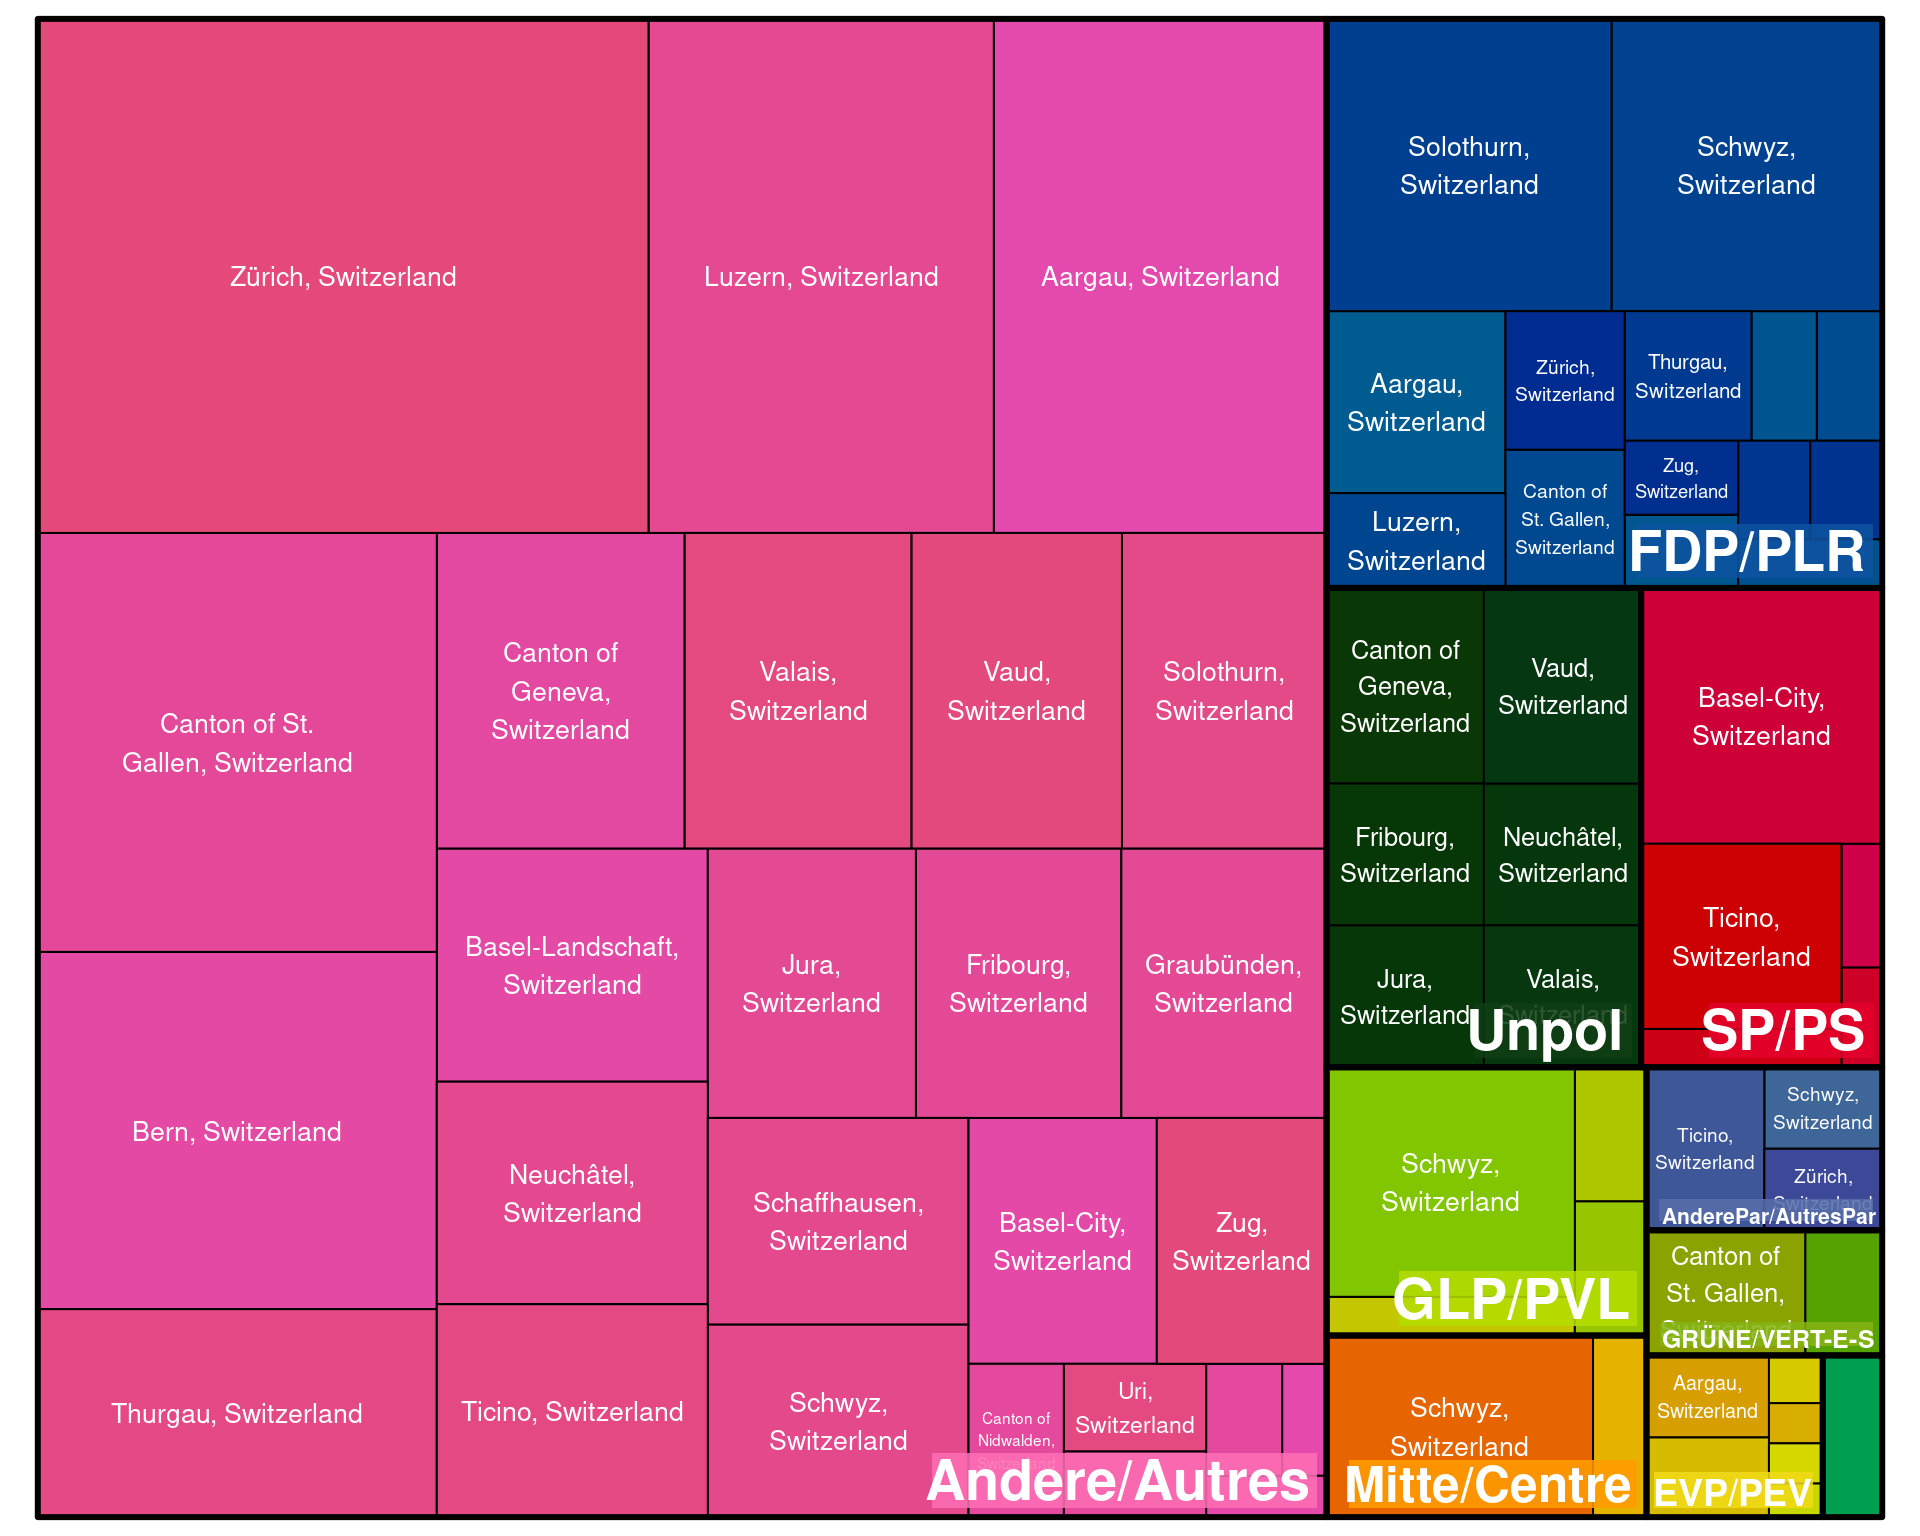 Zürich, Switzerland
Luzern, Switzerland
Aargau, Switzerland
Canton of St.
Gallen, Switzerland
Canton of
Geneva,
Switzerland
Valais,
Switzerland
Vaud,
Switzerland
Solothurn,
Switzerland
Bern, Switzerland
Basel-Landschaft,
Switzerland
Jura,
Switzerland
Fribourg,
Switzerland
Graubünden,
Switzerland
Neuchâtel,
Switzerland
Schaffhausen,
Switzerland
Basel-City,
Switzerland
Zug,
Switzerland
Thurgau, Switzerland
Ticino, Switzerland
Schwyz,
Switzerland
Canton of
Nidwalden,
Switzerland
Uri,
Switzerland
Andere/Autres
Solothurn,
Switzerland
Schwyz,
Switzerland
Aargau,
Switzerland
Zürich,
Switzerland
Thurgau,
Switzerland
Luzern,
Switzerland
Canton of
St. Gallen,
Switzerland
Zug,
Switzerland
FDP/PLR
Canton of
Geneva,
Switzerland
Vaud,
Switzerland
Fribourg,
Switzerland
Neuchâtel,
Switzerland
Jura,
Switzerland
Valais,
Switzerland
Unpol
Basel-City,
Switzerland
Ticino,
Switzerland
SP/PS
Schwyz,
Switzerland
GLP/PVL
Ticino,
Switzerland
Schwyz,
Switzerland
Zürich,
Switzerland
AnderePar/AutresPar
Canton of
St. Gallen,
Switzerland
GRÜNE/VERT-E-S
Schwyz,
Switzerland
Mitte/Centre
Aargau,
Switzerland
EVP/PEV